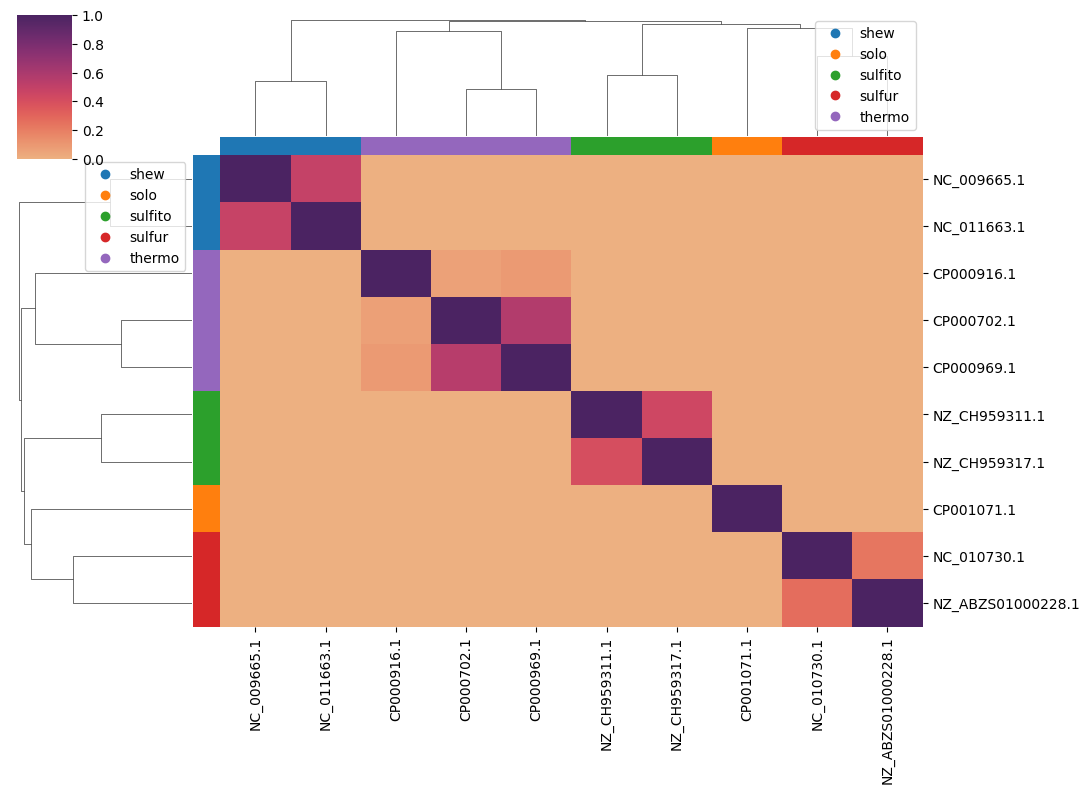 1.0
0.8
0.6
0.4
0.2
0.0
shew
solo
sulfito
sulfur
thermo
shew
solo
sulfito
sulfur
thermo
NC_009665.1
NC_011663.1
CP000916.1
CP000702.1
CP000969.1
NZ_CH959311.1
NZ_CH959317.1
CP001071.1
NC_010730.1
NZ_ABZS01000228.1
NC_009665.1
NC_011663.1
CP000916.1
CP000702.1
CP000969.1
NZ_CH959311.1
NZ_CH959317.1
CP001071.1
NC_010730.1
NZ_ABZS01000228.1